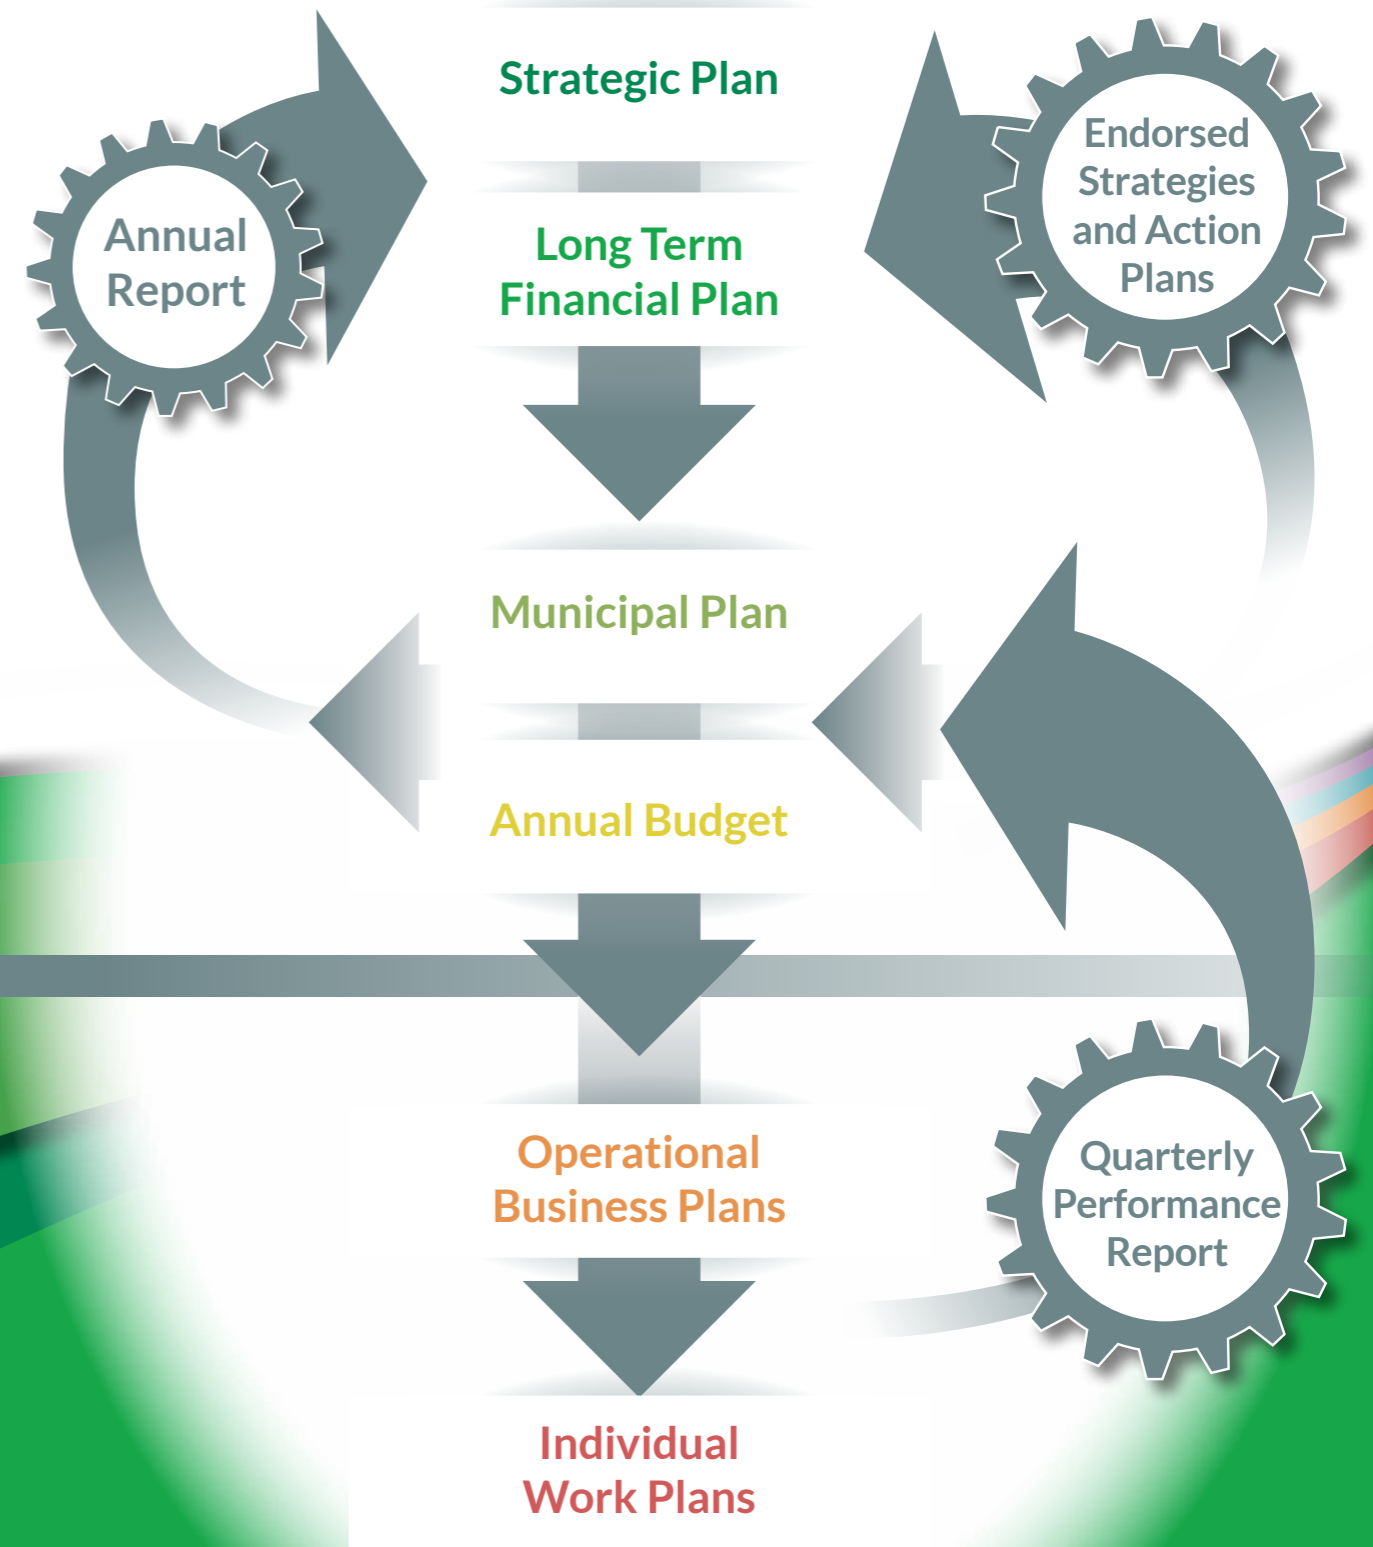 Strategic Plan
Long Term
Financial Plan
Annual
Report
Endorsed
Strategies
and Action
Plans
Municipal Plan
Annual Budget
Operational
Business Plans
Quarterly
Performance
Report
Individual
Work Plans